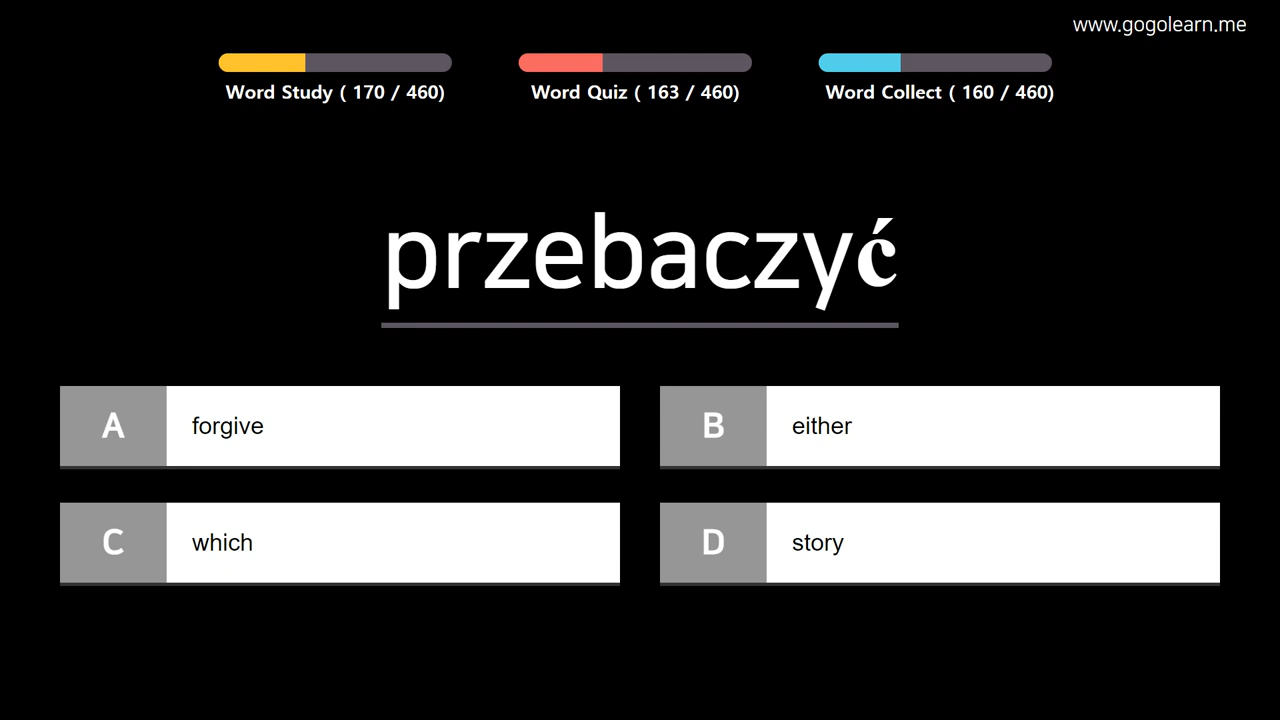 www.gogolearn.me
Word Study ( 170 / 460)
Word Quiz ( 163 / 460)
Word Collect ( 160 / 460)
przebaczyć
A forgive
B either
C which
D story